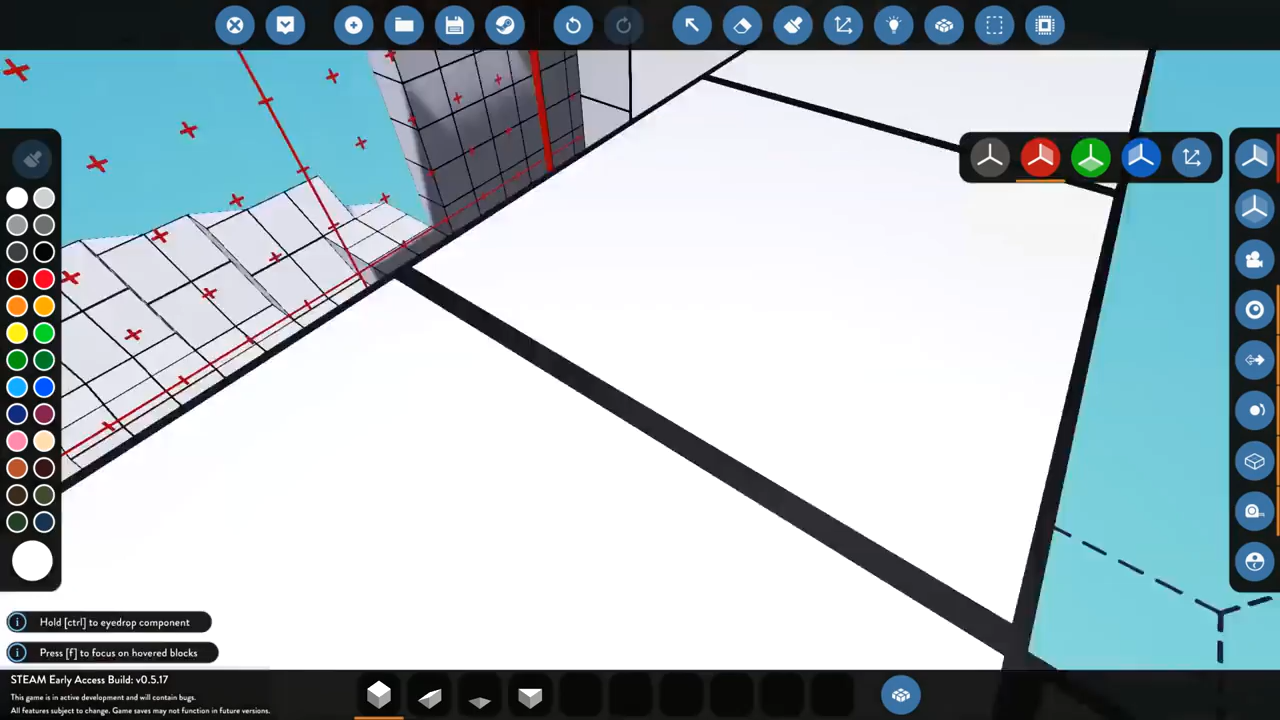 Hold [ctrl] to eyedrop component
Press [f] to focus on hovered blocks
STEAM Early Access Build: v0.5.17
This game is in active development and will contain bugs.
All features subject to change. Game saves may not function in future versions.